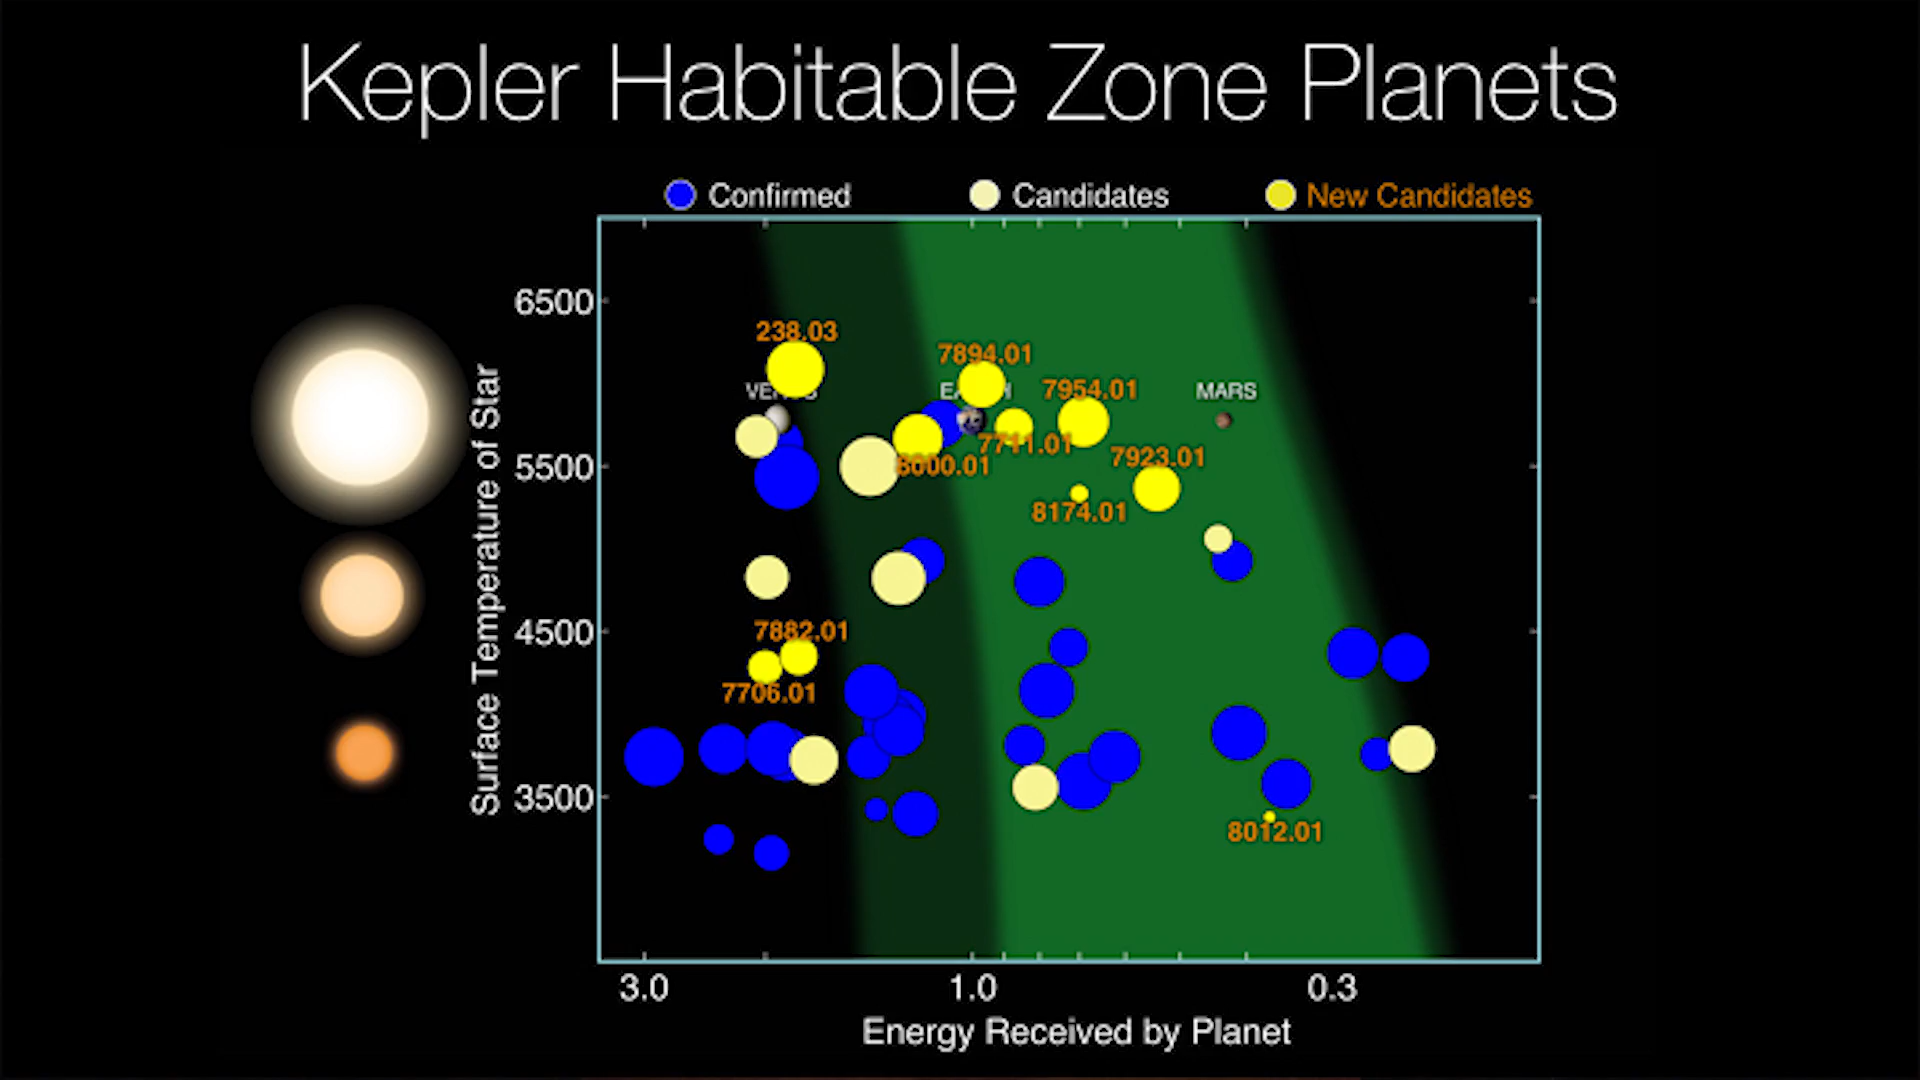 Kepler Habitable Zone Planets
Confirmed
Candidates
New Candidates
Surface Temperature of Star
6500
5500
4500
3500
238.03
7894.01
7954.01
MARS
7711.01
8000.01
7923.01
8174.01
7882.01
7706.01
8012.01
3.0
1.0
0.3
Energy Received by Planet